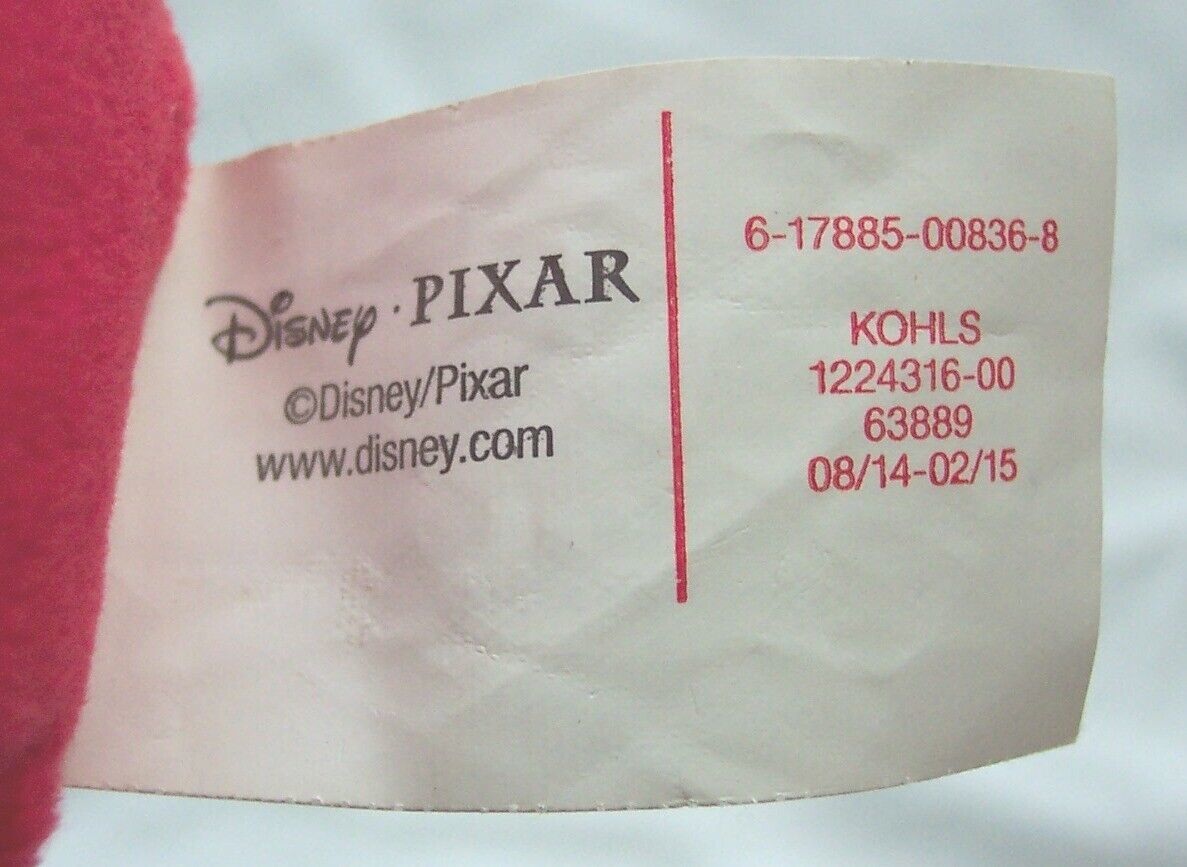 Disney · PIXAR
©Disney/Pixar
www.disney.com
6-17885-00836-8
KOHLS
1224316-00
63889
08/14-02/15